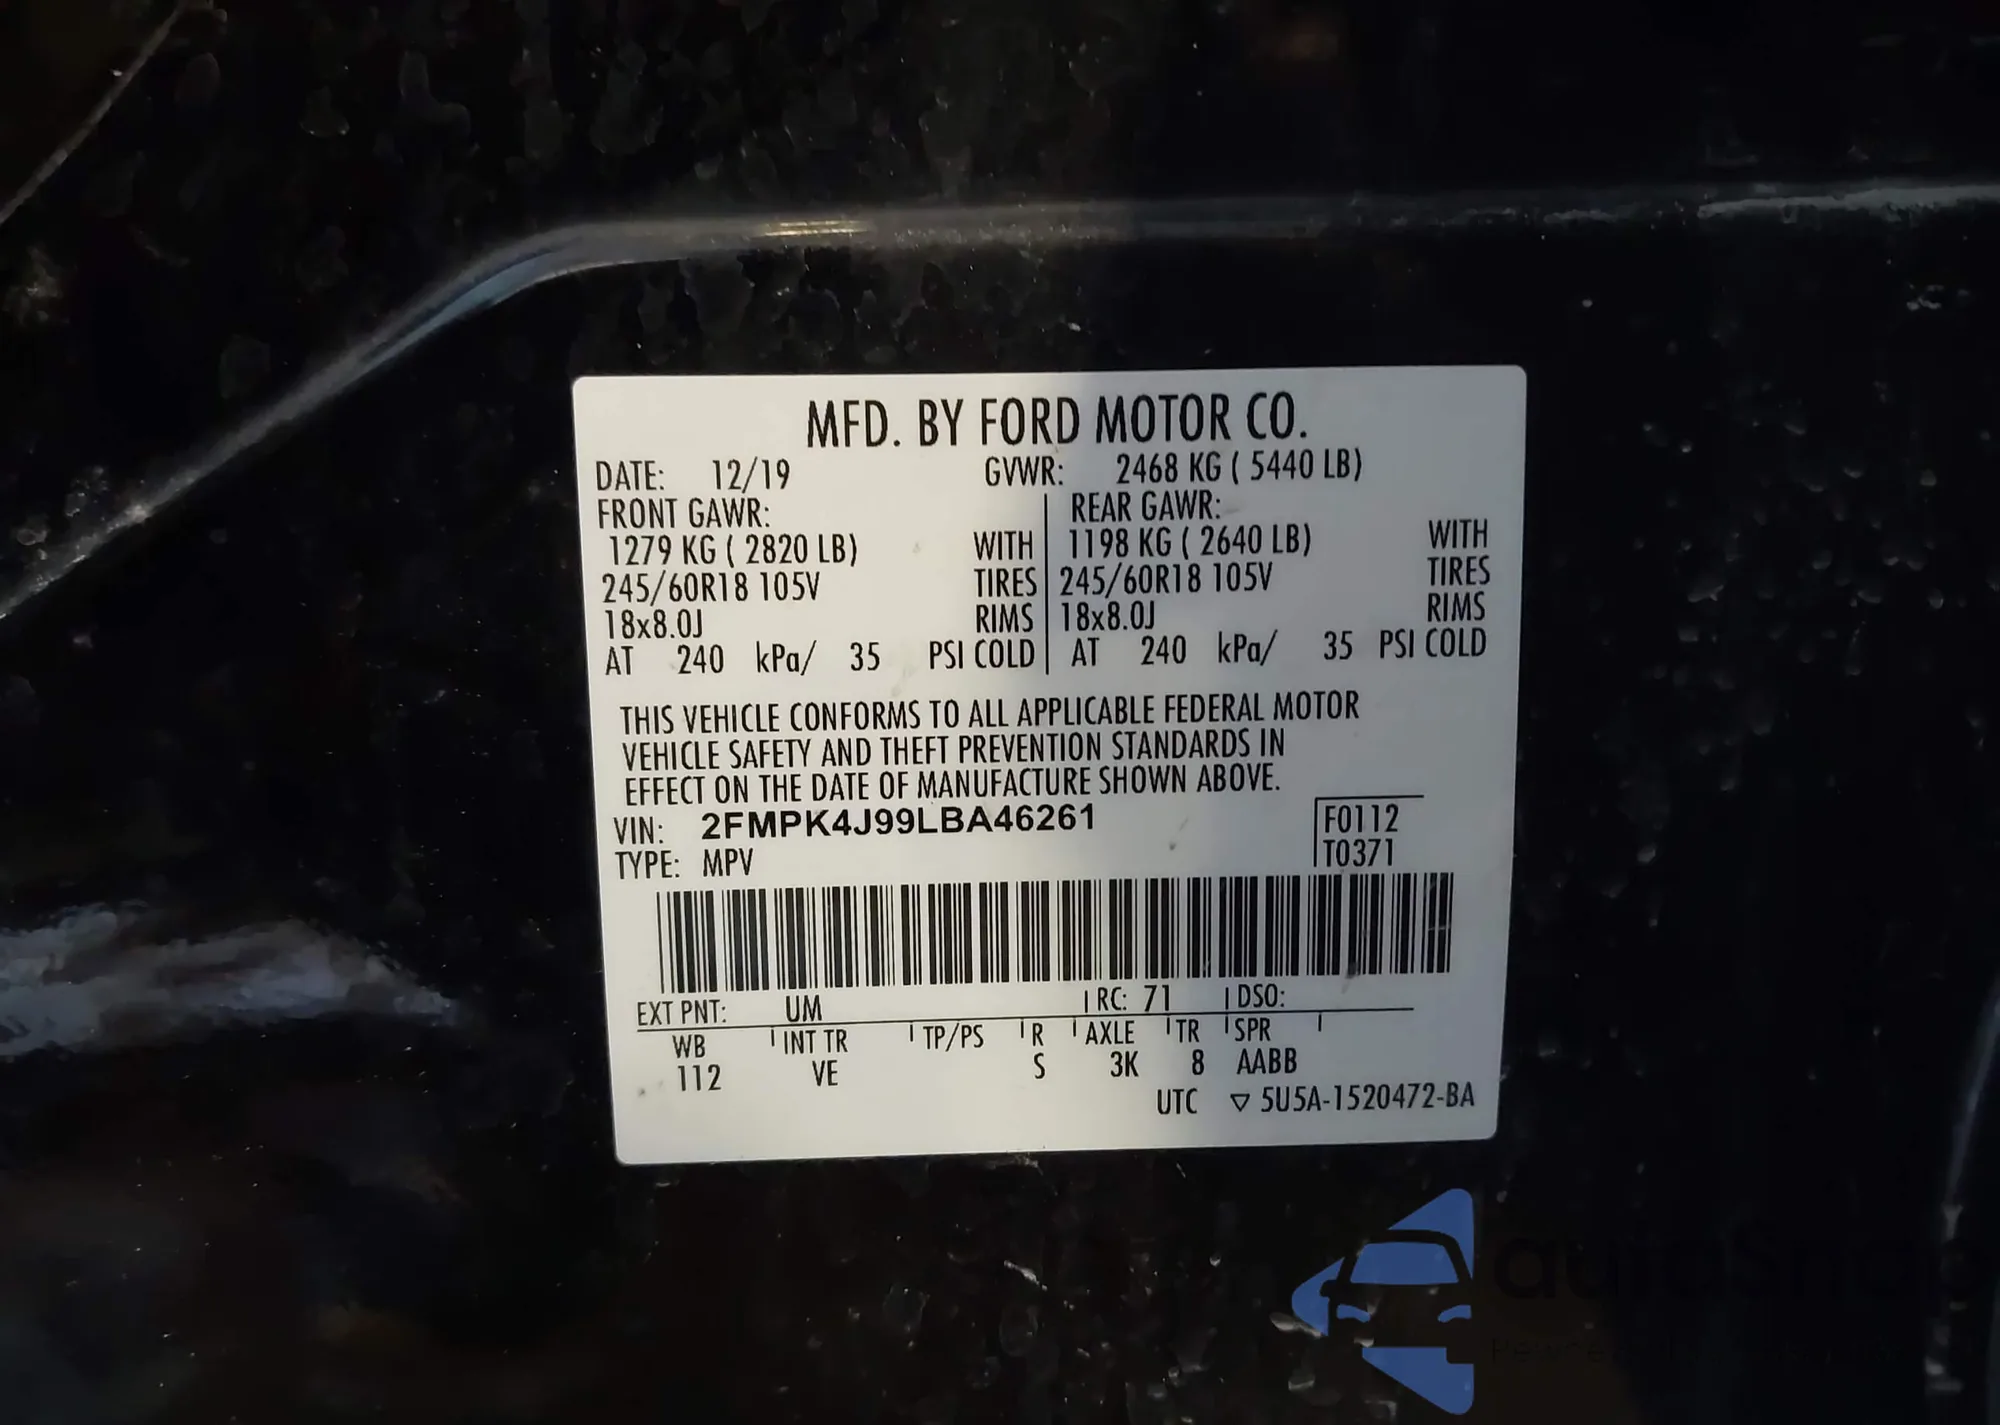 MFD. BY FORD MOTOR CO.
DATE: 12/19 GVWR: 2468 KG ( 5440 LB)
FRONT GAWR: REAR GAWR:
1279 KG ( 2820 LB) WITH 1198 KG ( 2640 LB) WITH
245/60R18 105V TIRES 245/60R18 105V TIRES
18x8.0J RIMS 18x8.0J RIMS
AT 240 kPa/ 35 PSI COLD AT 240 kPa/ 35 PSI COLD
THIS VEHICLE CONFORMS TO ALL APPLICABLE FEDERAL MOTOR
VEHICLE SAFETY AND THEFT PREVENTION STANDARDS IN
EFFECT ON THE DATE OF MANUFACTURE SHOWN ABOVE.
VIN: 2FMPK4J99LBA46261 F0112
TYPE: MPV T0371
EXT PNT: UM RC: 71 DSO:
WB INT TR TP/PS R AXLE TR SPR
112 VE S 3K 8 AABB
UTC ▽ 5U5A-1520472-BA